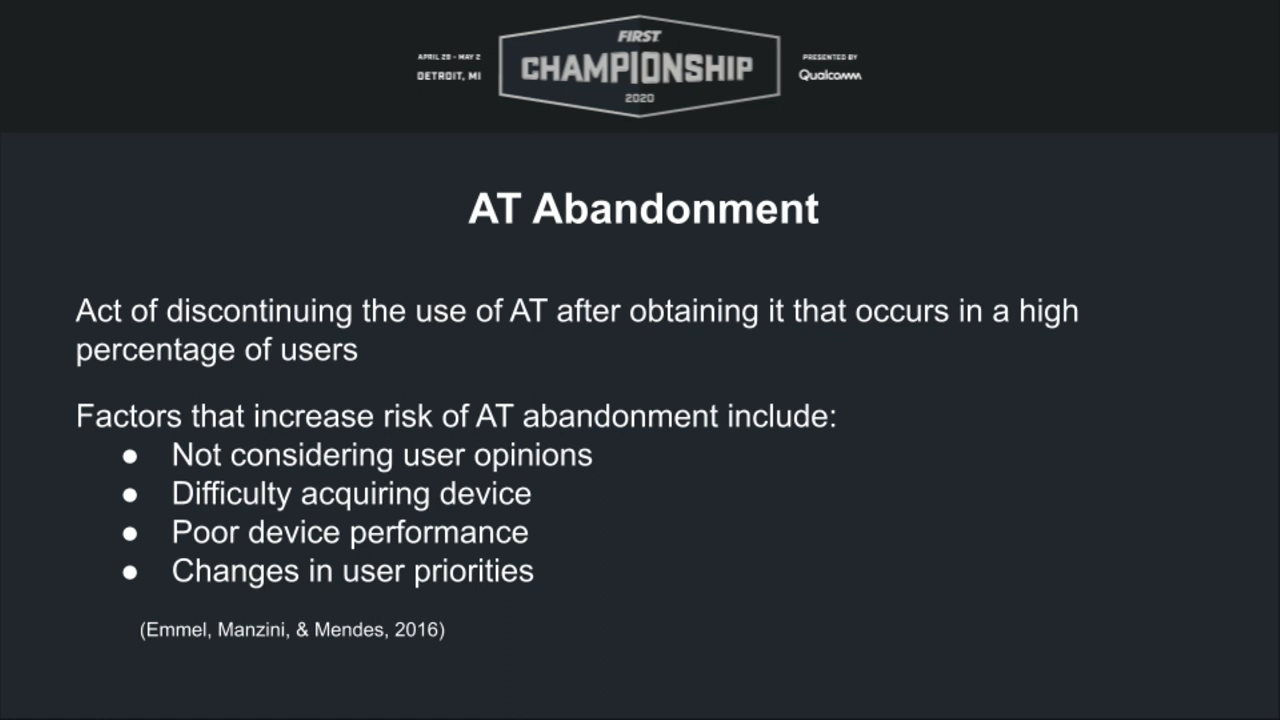 FIRST
APRIL 29 - MAY 2
DETROIT, MI
CHAMPIONSHIP
2020
PRESENTED BY
Qualcomm
AT Abandonment
Act of discontinuing the use of AT after obtaining it that occurs in a high
percentage of users
Factors that increase risk of AT abandonment include:
● Not considering user opinions
● Difficulty acquiring device
● Poor device performance
● Changes in user priorities
(Emmel, Manzini, & Mendes, 2016)